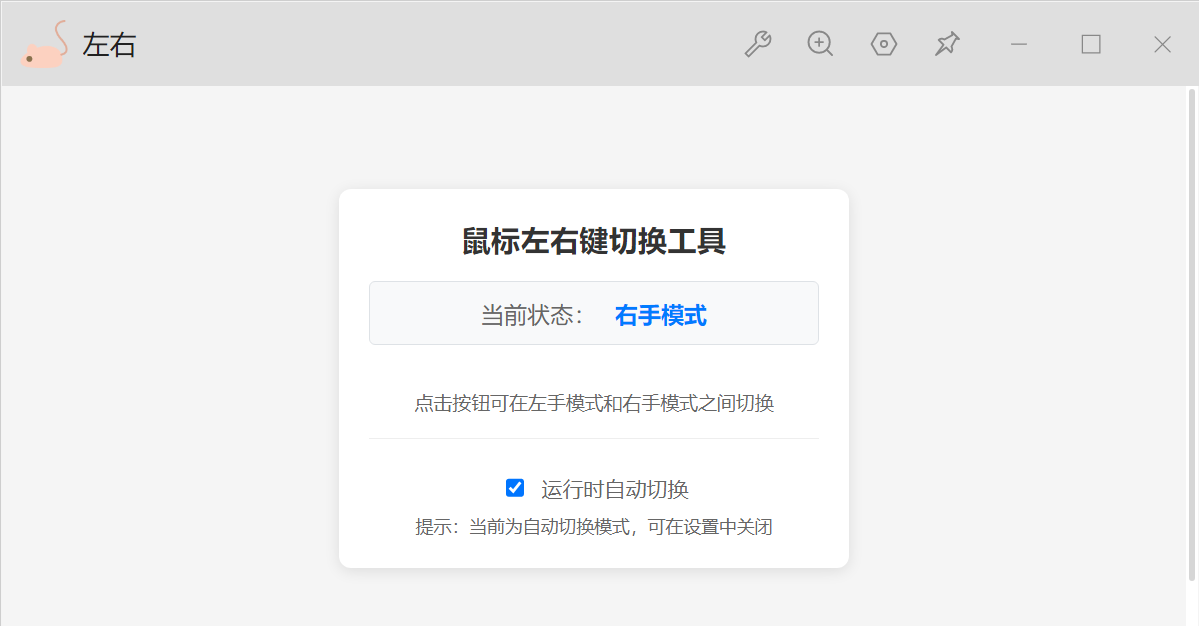 左右
鼠标左右键切换工具
当前状态： 右手模式
点击按钮可在左手模式和右手模式之间切换
运行时自动切换
提示：当前为自动切换模式，可在设置中关闭